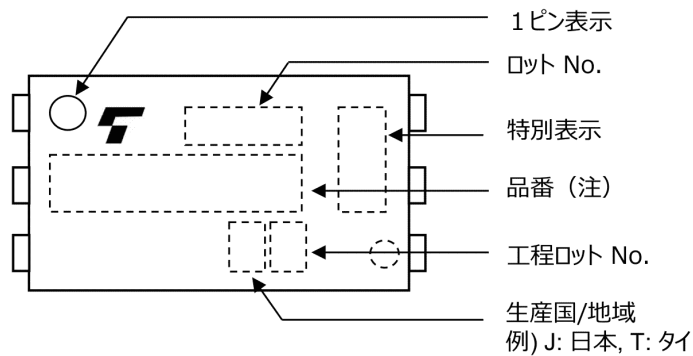 1ピン表示
ロット No.
特別表示
品番（注）
工程ロット No.
生産国/地域
例) J: 日本, T: タイ